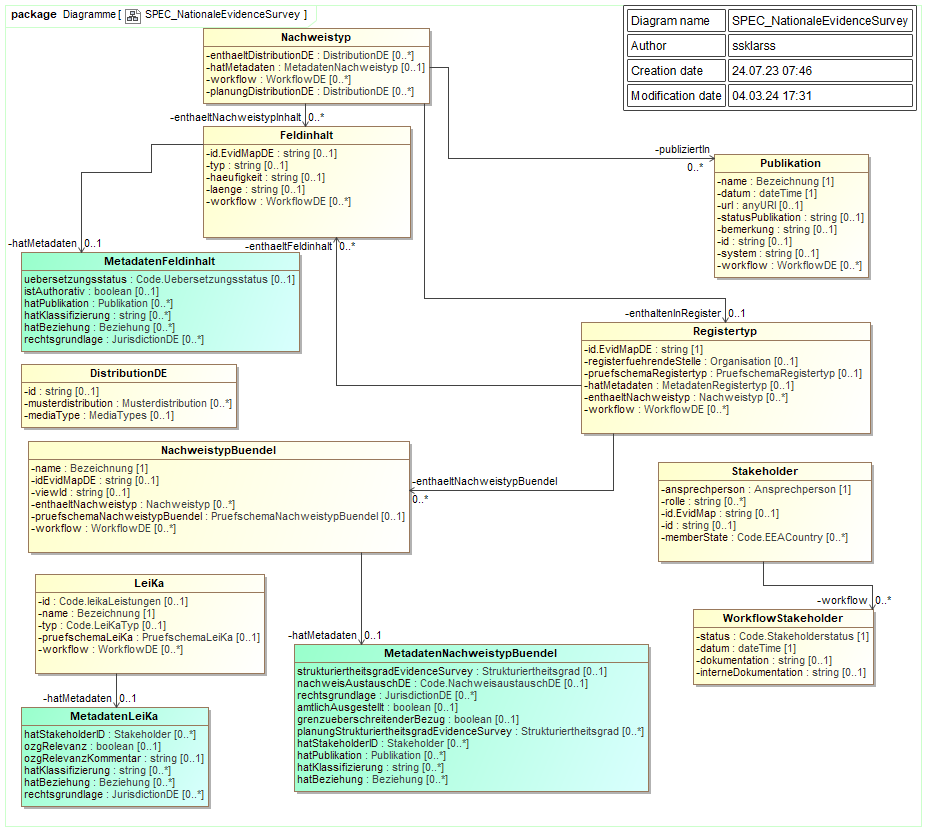 package Diagramme [ SPEC_NationaleEvidenceSurvey ]
Diagram name SPEC_NationaleEvidenceSurvey
Author ssklarss
Creation date 24.07.23 07:46
Modification date 04.03.24 17:31
Nachweistyp
-enthaeltDistributionDE : DistributionDE [0..*]
-hatMetadaten : MetadatenNachweistyp [0..1]
-workflow : WorkflowDE [0..*]
-planungDistributionDE : DistributionDE [0..*]
-enthaeltNachweistypInhalt 0..*
Feldinhalt
-id.EvidMapDE : string [0..1]
-typ : string [0..1]
-haeufigkeit : string [0..1]
-laenge : string [0..1]
-workflow : WorkflowDE [0..*]
-publiziertIn
0..*
Publikation
-name : Bezeichnung [1]
-datum : dateTime [1]
-url : anyURI [0..1]
-statusPublikation : string [0..1]
-bemerkung : string [0..1]
-id : string [0..1]
-system : string [0..1]
-workflow : WorkflowDE [0..*]
-hatMetadaten 0..1
-enthaeltFeldinhalt 0..*
MetadatenFeldinhalt
uebersetzungsstatus : Code.Uebersetzungsstatus [0..1]
istAuthorativ : boolean [0..1]
hatPublikation : Publikation [0..*]
hatKlassifizierung : string [0..*]
hatBeziehung : Beziehung [0..*]
rechtsgrundlage : JurisdictionDE [0..*]
-enthaltenInRegister 0..1
Registertyp
-id.EvidMapDE : string [1]
-registerfuehrendeStelle : Organisation [0..1]
-pruefschemaRegistertyp : PruefschemaRegistertyp [0..1]
-hatMetadaten : MetadatenRegistertyp [0..1]
-enthaeltNachweistyp : Nachweistyp [0..*]
-workflow : WorkflowDE [0..*]
DistributionDE
-id : string [0..1]
-musterdistribution : Musterdistribution [0..*]
-mediaType : MediaTypes [0..1]
NachweistypBuendel
-name : Bezeichnung [1]
-idEvidMapDE : string [0..1]
-viewId : string [0..1]
-enthaeltNachweistyp : Nachweistyp [0..*]
-pruefschemaNachweistypBuendel : PruefschemaNachweistypBuendel [0..1]
-workflow : WorkflowDE [0..*]
-enthaeltNachweistypBuendel
0..*
Stakeholder
-ansprechperson : Ansprechperson [1]
-rolle : string [0..*]
-id.EvidMap : string [0..1]
-id : string [0..1]
-memberState : Code.EEACountry [0..*]
-workflow 0..*
WorkflowStakeholder
-status : Code.Stakeholderstatus [1]
-datum : dateTime [1]
-dokumentation : string [0..1]
-interneDokumentation : string [0..1]
LeiKa
-id : Code.leikaLeistungen [0..1]
-name : Bezeichnung [1]
-typ : Code.LeiKaTyp [0..1]
-pruefschemaLeiKa : PruefschemaLeiKa [0..1]
-workflow : WorkflowDE [0..*]
-hatMetadaten 0..1
MetadatenNachweistypBuendel
strukturiertheitsgradEvidenceSurvey : Strukturiertheitsgrad [0..1]
nachweisAustauschDE : Code.NachweisaustauschDE [0..1]
rechtsgrundlage : JurisdictionDE [0..*]
amtlichAusgestellt : boolean [0..1]
grenzueberschreitenderBezug : boolean [0..1]
planungStrukturiertheitsgradEvidenceSurvey : Strukturiertheitsgrad [0..*]
hatStakeholderID : Stakeholder [0..*]
hatPublikation : Publikation [0..*]
hatKlassifizierung : string [0..*]
hatBeziehung : Beziehung [0..*]
-hatMetadaten 0..1
MetadatenLeiKa
hatStakeholderID : Stakeholder [0..*]
ozgRelevanz : boolean [0..1]
ozgRelevanzKommentar : string [0..1]
hatKlassifizierung : string [0..*]
hatBeziehung : Beziehung [0..*]
rechtsgrundlage : JurisdictionDE [0..*]